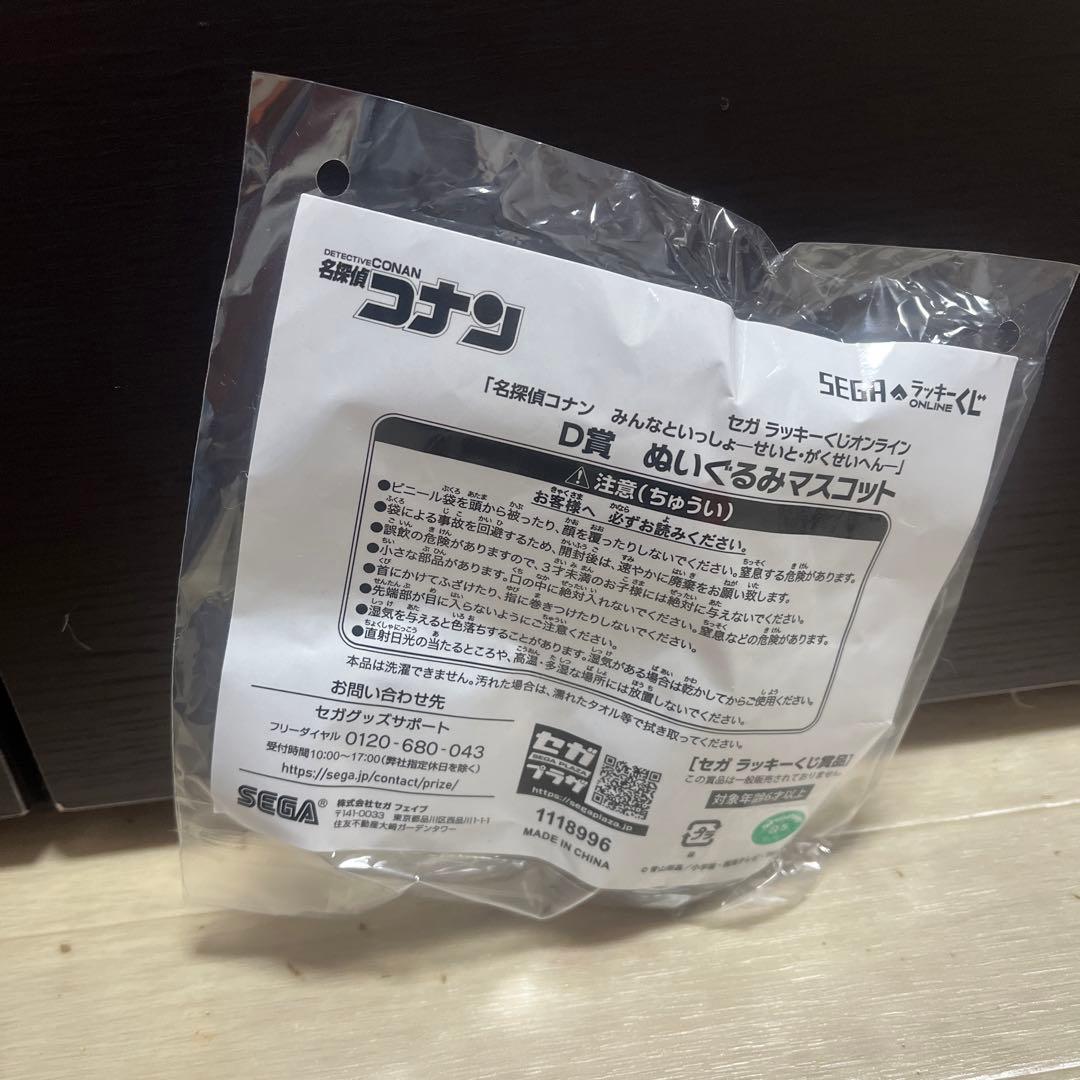 DETECTIVE CONAN
名探偵
コナン
SEGA ラッキーくじ
ONLINE
セガ ラッキーくじオンライン
「名探偵コナン みんなといっしょーせいと・がくせいへんー」
D賞 ぬいぐるみマスコット
注意(ちゅうい)
お客様へ 必ずお読みください。
●ビニール袋を頭から被ったり、顔を覆ったりしないでください。窒息する危険があります。
●袋による事故を回避するため、開封後は、速やかに廃棄をお願い致します。
●誤飲の危険がありますので、3才未満のお子様には絶対に与えないでください。
●小さな部品があります。口の中に絶対入れないでください。窒息などの危険があります。
●首にかけてふざけたり、指に巻きつけたりしないでください。
●先端部が目に入らないようにご注意ください。
●湿気を与えると色落ちすることがあります。湿気がある場合は乾かしてからご使用ください。
●直射日光の当たるところや、高温・多湿な場所には放置しないでください。
本品は洗濯できません。汚れた場合は、濡れたタオル等で拭き取ってください。
お問い合わせ先
セガグッズサポート
フリーダイヤル 0120-680-043
受付時間10:00〜17:00(弊社指定休日を除く)
https://sega.jp/contact/prize/
SEGA® 株式会社セガ フェイブ
〒141-0033 東京都品川区西品川1-1-1
住友不動産大崎ガーデンタワー
セガ
SEGA PLAZA
プラザ
https://segaplaza.jp
1118996
MADE IN CHINA
[セガ ラッキーくじ賞品]
この賞品は一般販売されておりません
対象年齢6才以上
プラ